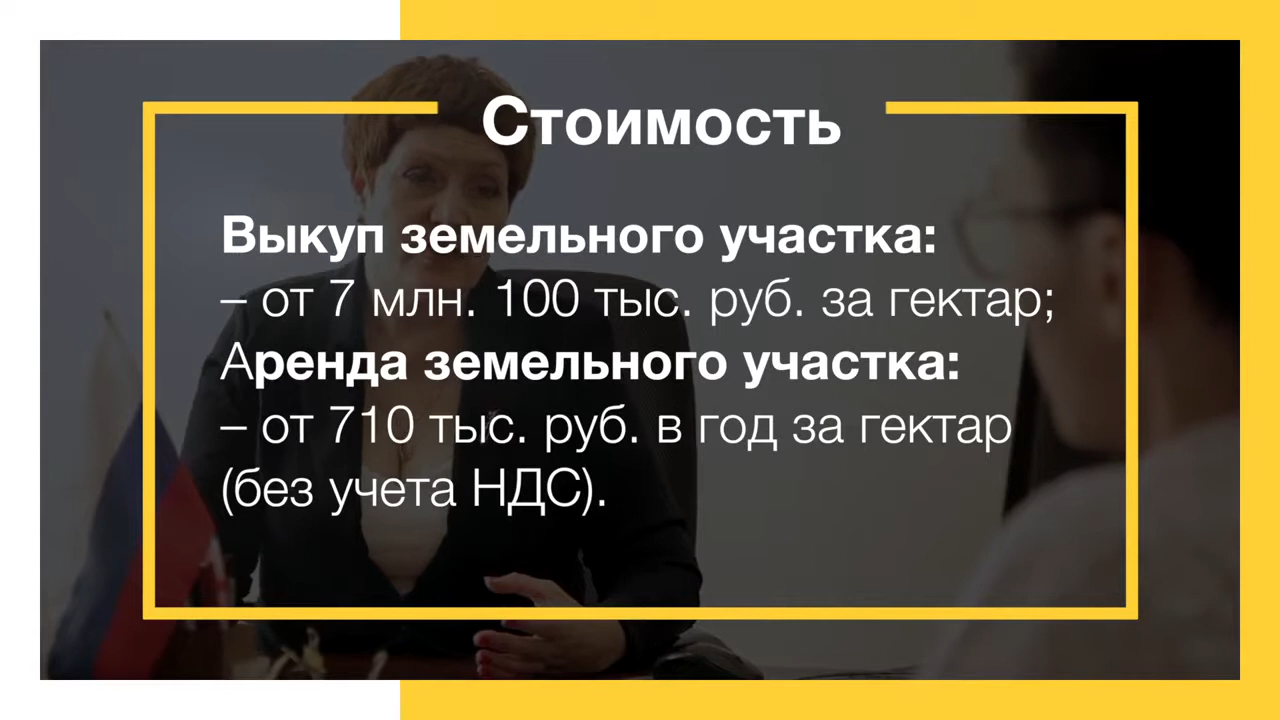 Стоимость
Выкуп земельного участка:
– от 7 млн. 100 тыс. руб. за гектар;
Аренда земельного участка:
– от 710 тыс. руб. в год за гектар
(без учета НДС).